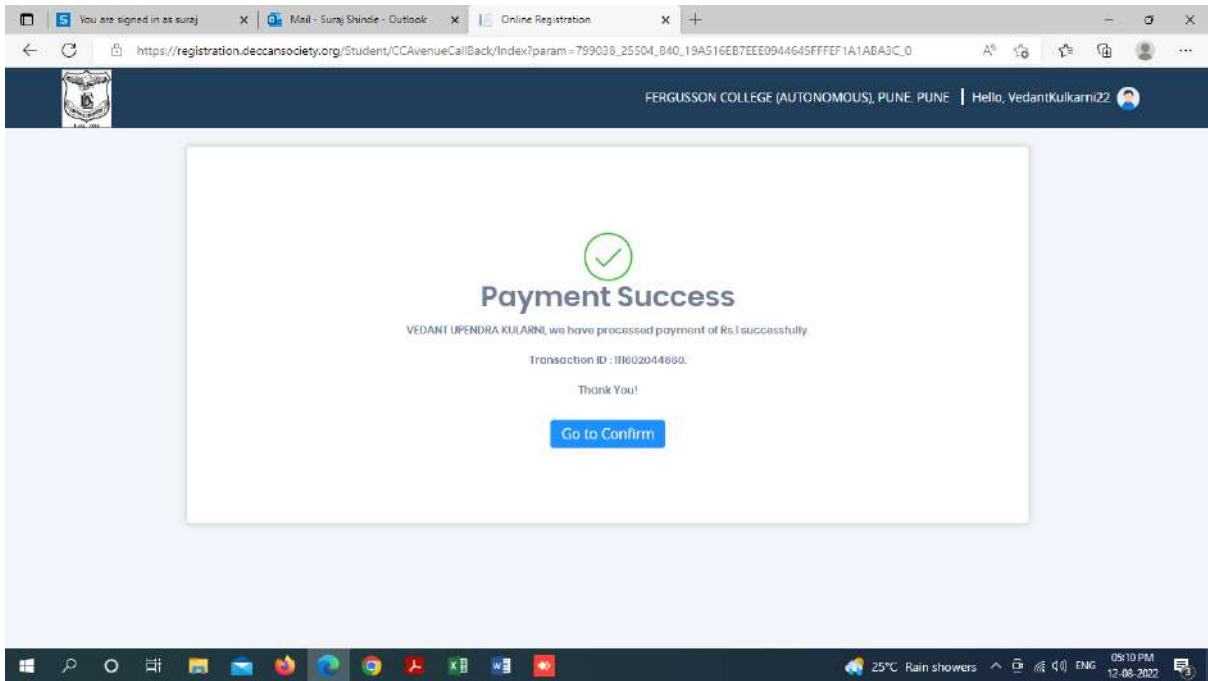 You are signed in as suraj
Mail - Suraj Shinde - Outlook
Online Registration
https://registration.deccansociety.org/Student/CCAvenueCallBack/Index?param=799038_25504_840_19A516EB7EEE0944645FFFEF1A1ABA3C_0
FERGUSSON COLLEGE (AUTONOMOUS), PUNE. PUNE | Hello, VedantKulkarni22
Payment Success
VEDANT UPENDRA KULARNI, we have processed payment of Rs.1 successfully.
Transaction ID : 111602044860.
Thank You!
Go to Confirm
25°C Rain showers
ENG
05:10 PM
12-08-2022